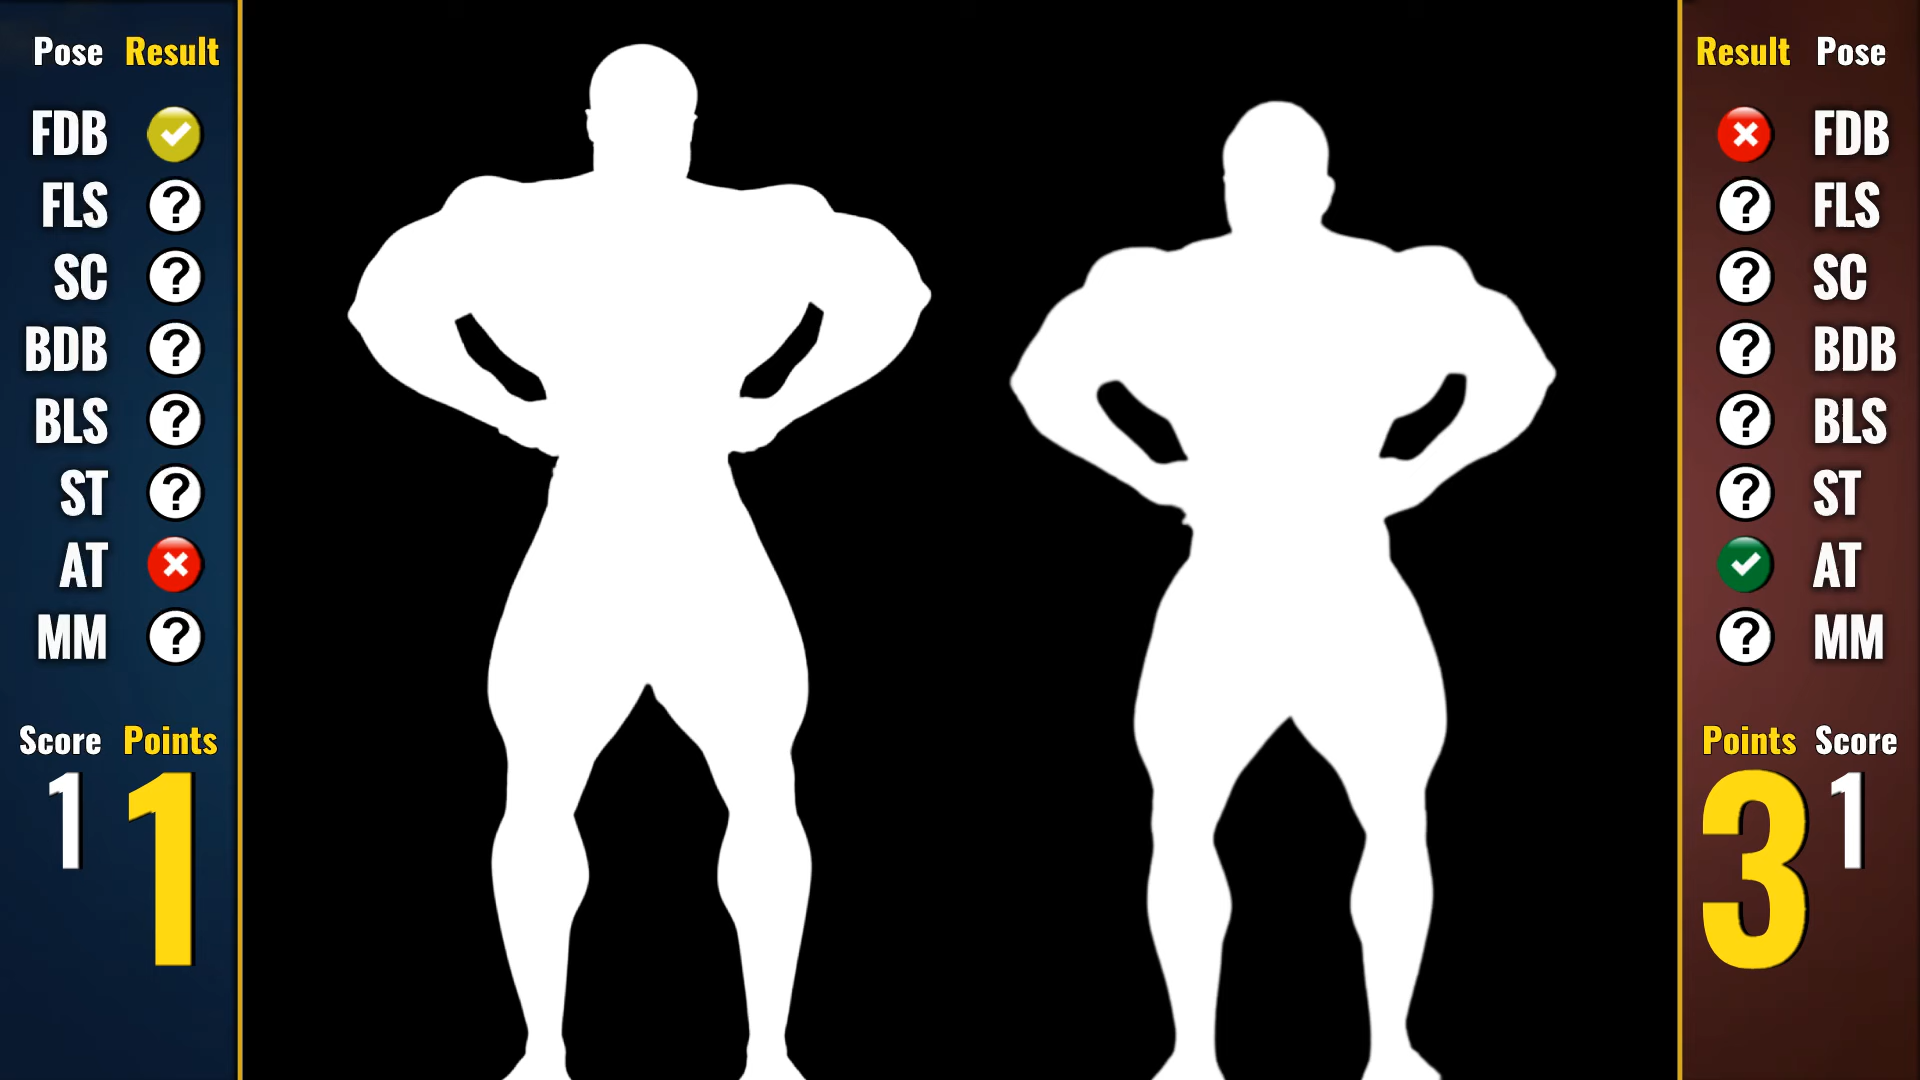 Pose Result
FDB
FLS ?
SC ?
BDB ?
BLS ?
ST ?
AT
MM ?
Score Points
1 1
Result Pose
FDB
? FLS
? SC
? BDB
? BLS
? ST
AT
? MM
Points Score
3 1